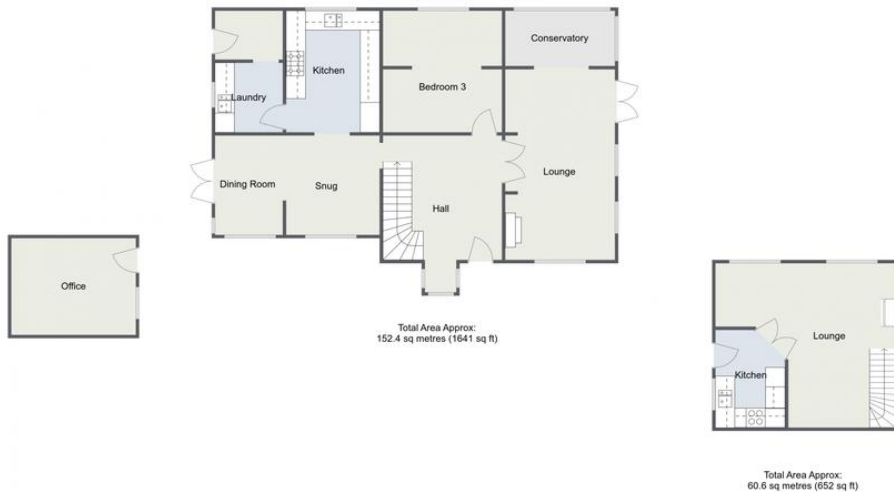 Conservatory
Kitchen
Bedroom 3
Laundry
Lounge
Dining Room
Snug
Hall
Office
Total Area Approx:
152.4 sq metres (1641 sq ft)
Lounge
Kitchen
Total Area Approx:
60.6 sq metres (652 sq ft)